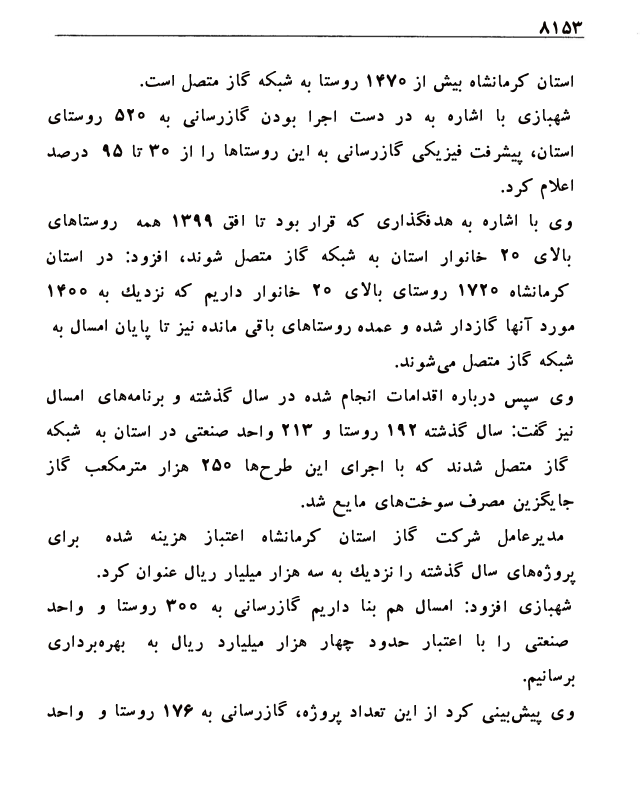 ۸۱۵۳
استان کرمانشاه بیش از ۱۴۷۰ روستا به شبکه گاز متصل است.
شهبازی با اشاره به در دست اجرا بودن گازرسانی به ۵۲۰ روستای
استان، پیشرفت فیزیکی گازرسانی به این روستاها را از ۳۰ تا ۹۵ درصد
اعلام کرد.
وی با اشاره به هدفگذاری که قرار بود تا افق ۱۳۹۹ همه روستاهای
بالای ۲۰ خانوار استان به شبکه گاز متصل شوند، افزود: در استان
کرمانشاه ۱۷۲۰ روستای بالای ۲۰ خانوار داریم که نزدیك به ۱۴۰۰
مورد آنها گازدار شده و عمده روستاهای باقی مانده نیز تا پایان امسال به
شبکه گاز متصل می‌شوند.
وی سپس درباره اقدامات انجام شده در سال گذشته و برنامه‌های امسال
نیز گفت: سال گذشته ۱۹۲ روستا و ۲۱۳ واحد صنعتی در استان به شبکه
گاز متصل شدند که با اجرای این طرح‌ها ۲۵۰ هزار مترمکعب گاز
جایگزین مصرف سوخت‌های مایع شد.
مدیرعامل شرکت گاز استان کرمانشاه اعتباز هزینه شده برای
پروژه‌های سال گذشته را نزدیك به سه هزار میلیار ریال عنوان کرد.
شهبازی افزود: امسال هم بنا داریم گازرسانی به ۳۰۰ روستا و واحد
صنعتی را با اعتبار حدود چهار هزار میلیارد ریال به بهره‌برداری
برسانیم.
وی پیش‌بینی کرد از این تعداد پروژه، گازرسانی به ۱۷۶ روستا و واحد